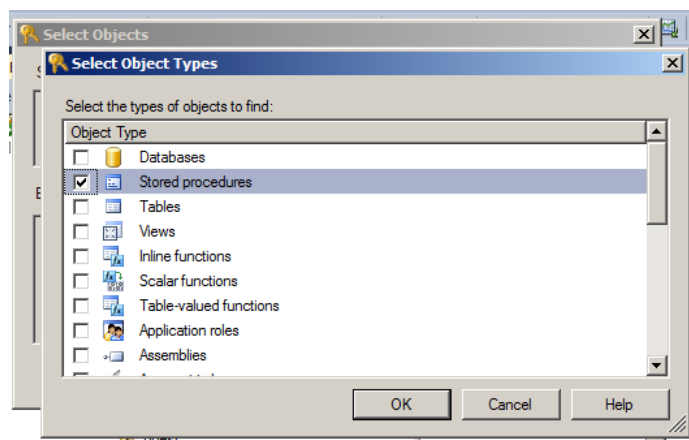 Select Objects
Select Object Types
Select the types of objects to find:
Object Type
Databases
Stored procedures
Tables
Views
Inline functions
Scalar functions
Table-valued functions
Application roles
Assemblies
OK Cancel Help